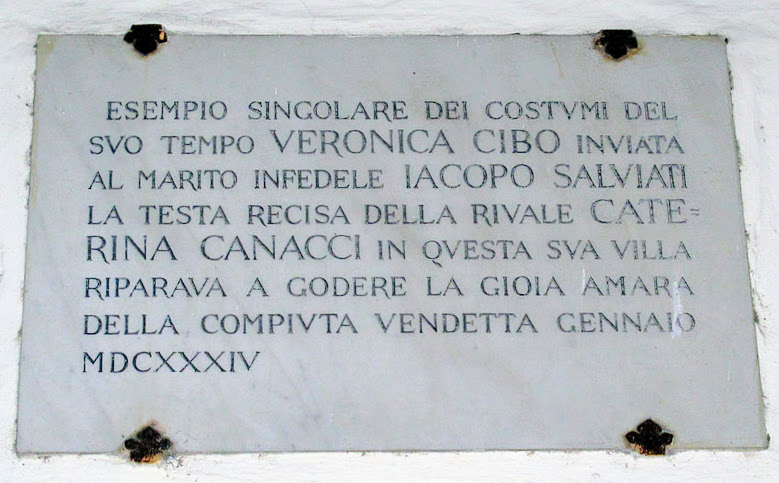 ESEMPIO SINGOLARE DEI COSTVMI DEL
SVO TEMPO VERONICA CIBO INVIATA
AL MARITO INFEDELE IACOPO SALVIATI
LA TESTA RECISA DELLA RIVALE CATE=
RINA CANACCI IN QVESTA SVA VILLA
RIPARAVA A GODERE LA GIOIA AMARA
DELLA COMPIVTA VENDETTA GENNAIO
MDCXXXIV